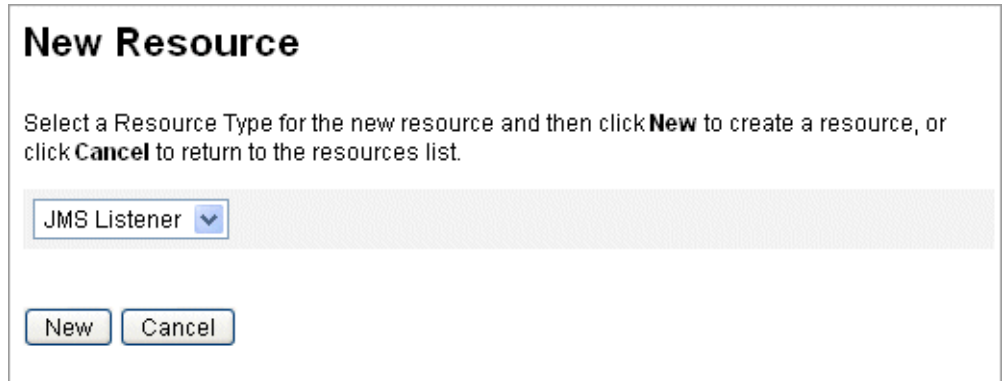 New Resource
Select a Resource Type for the new resource and then click New to create a resource, or
click Cancel to return to the resources list.
JMS Listener
New Cancel